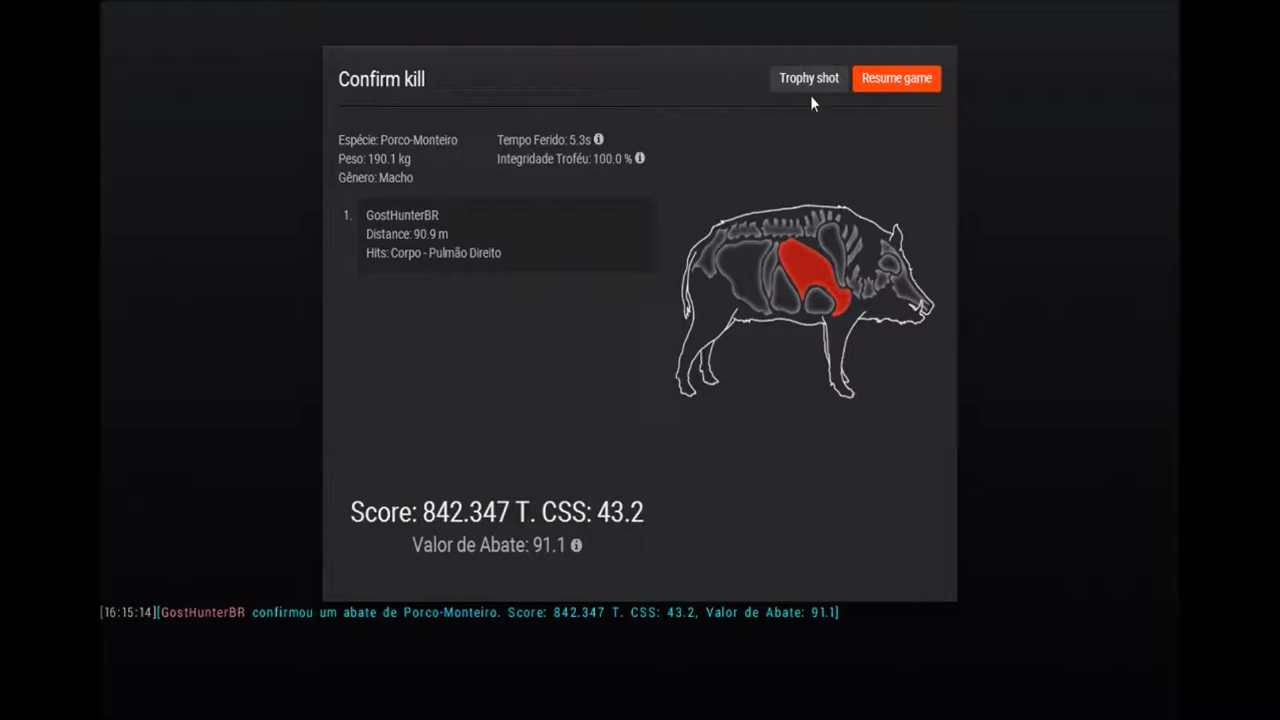 Confirm kill
Trophy shot
Resume game
Espécie: Porco-Monteiro
Peso: 190.1 kg
Gênero: Macho
Tempo Ferido: 5.3s
Integridade Troféu: 100.0 %
1. GostHunterBR
Distance: 90.9 m
Hits: Corpo - Pulmão Direito
Score: 842.347 T. CSS: 43.2
Valor de Abate: 91.1
[16:15:14][GostHunterBR confirmou um abate de Porco-Monteiro. Score: 842.347 T. CSS: 43.2, Valor de Abate: 91.1]